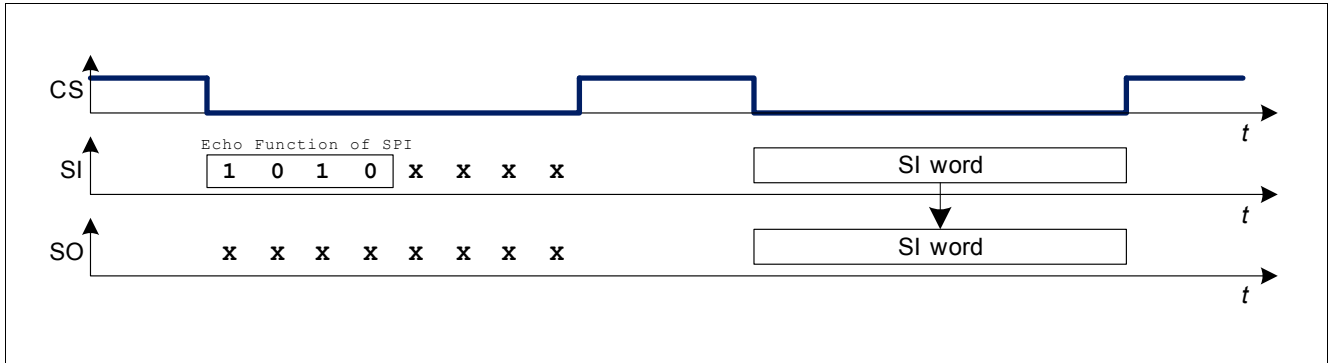 CS
t
Echo Function of SPI
SI 1 0 1 0 x x x x SI word
t
SO x x x x x x x x SI word
t